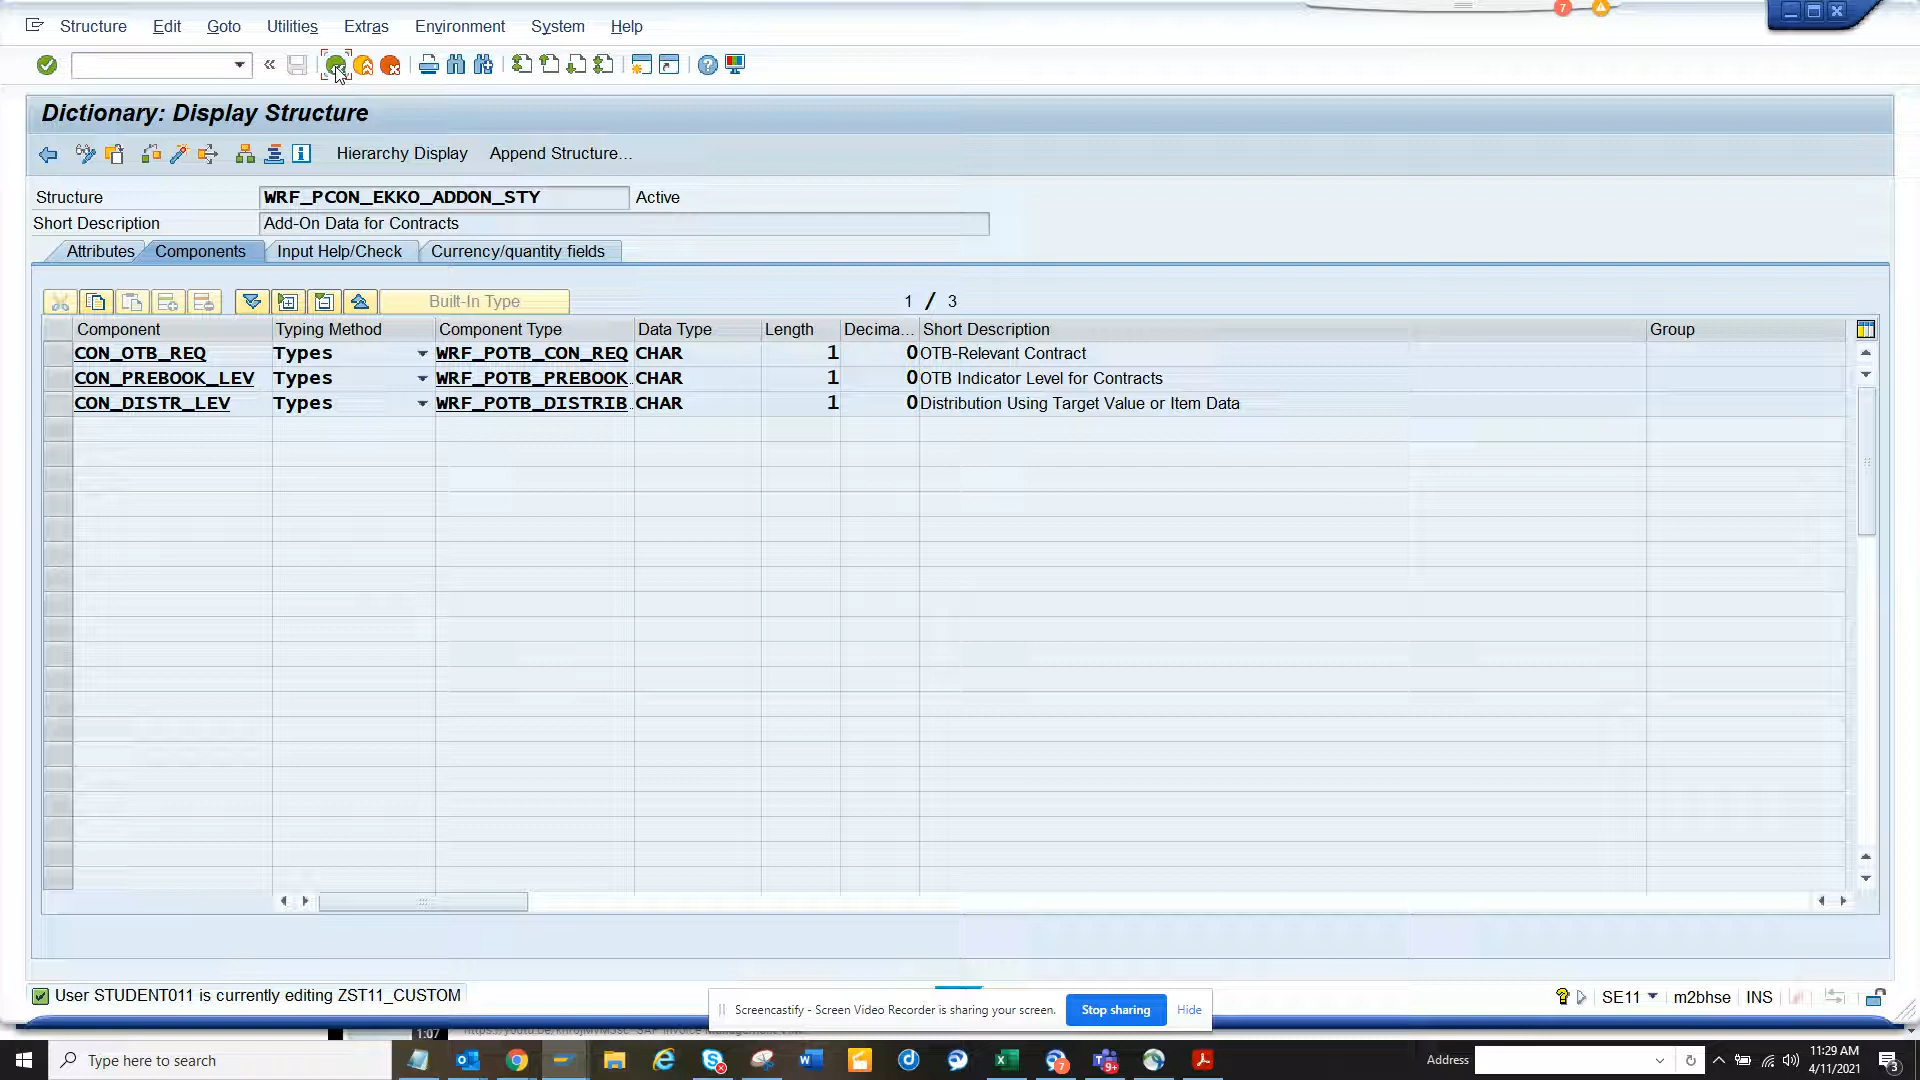 7
Structure Edit Goto Utilities Extras Environment System Help
Dictionary: Display Structure
Hierarchy Display Append Structure...
Structure WRF_PCON_EKKO_ADDON_STY Active
Short Description Add-On Data for Contracts
Attributes Components Input Help/Check Currency/quantity fields
Built-In Type 1 / 3
Component Typing Method Component Type Data Type Length Decima... Short Description Group
CON_OTB_REQ Types WRF_POTB_CON_REQ CHAR 1 0 OTB-Relevant Contract
CON_PREBOOK_LEV Types WRF_POTB_PREBOOK CHAR 1 0 OTB Indicator Level for Contracts
CON_DISTR_LEV Types WRF_POTB_DISTRIB CHAR 1 0 Distribution Using Target Value or Item Data
User STUDENT011 is currently editing ZST11_CUSTOM
SE11 m2bhse INS
Screencastify - Screen Video Recorder is sharing your screen. Stop sharing Hide
1:07
Type here to search
7
9+
Address
11:29 AM
4/11/2021
3